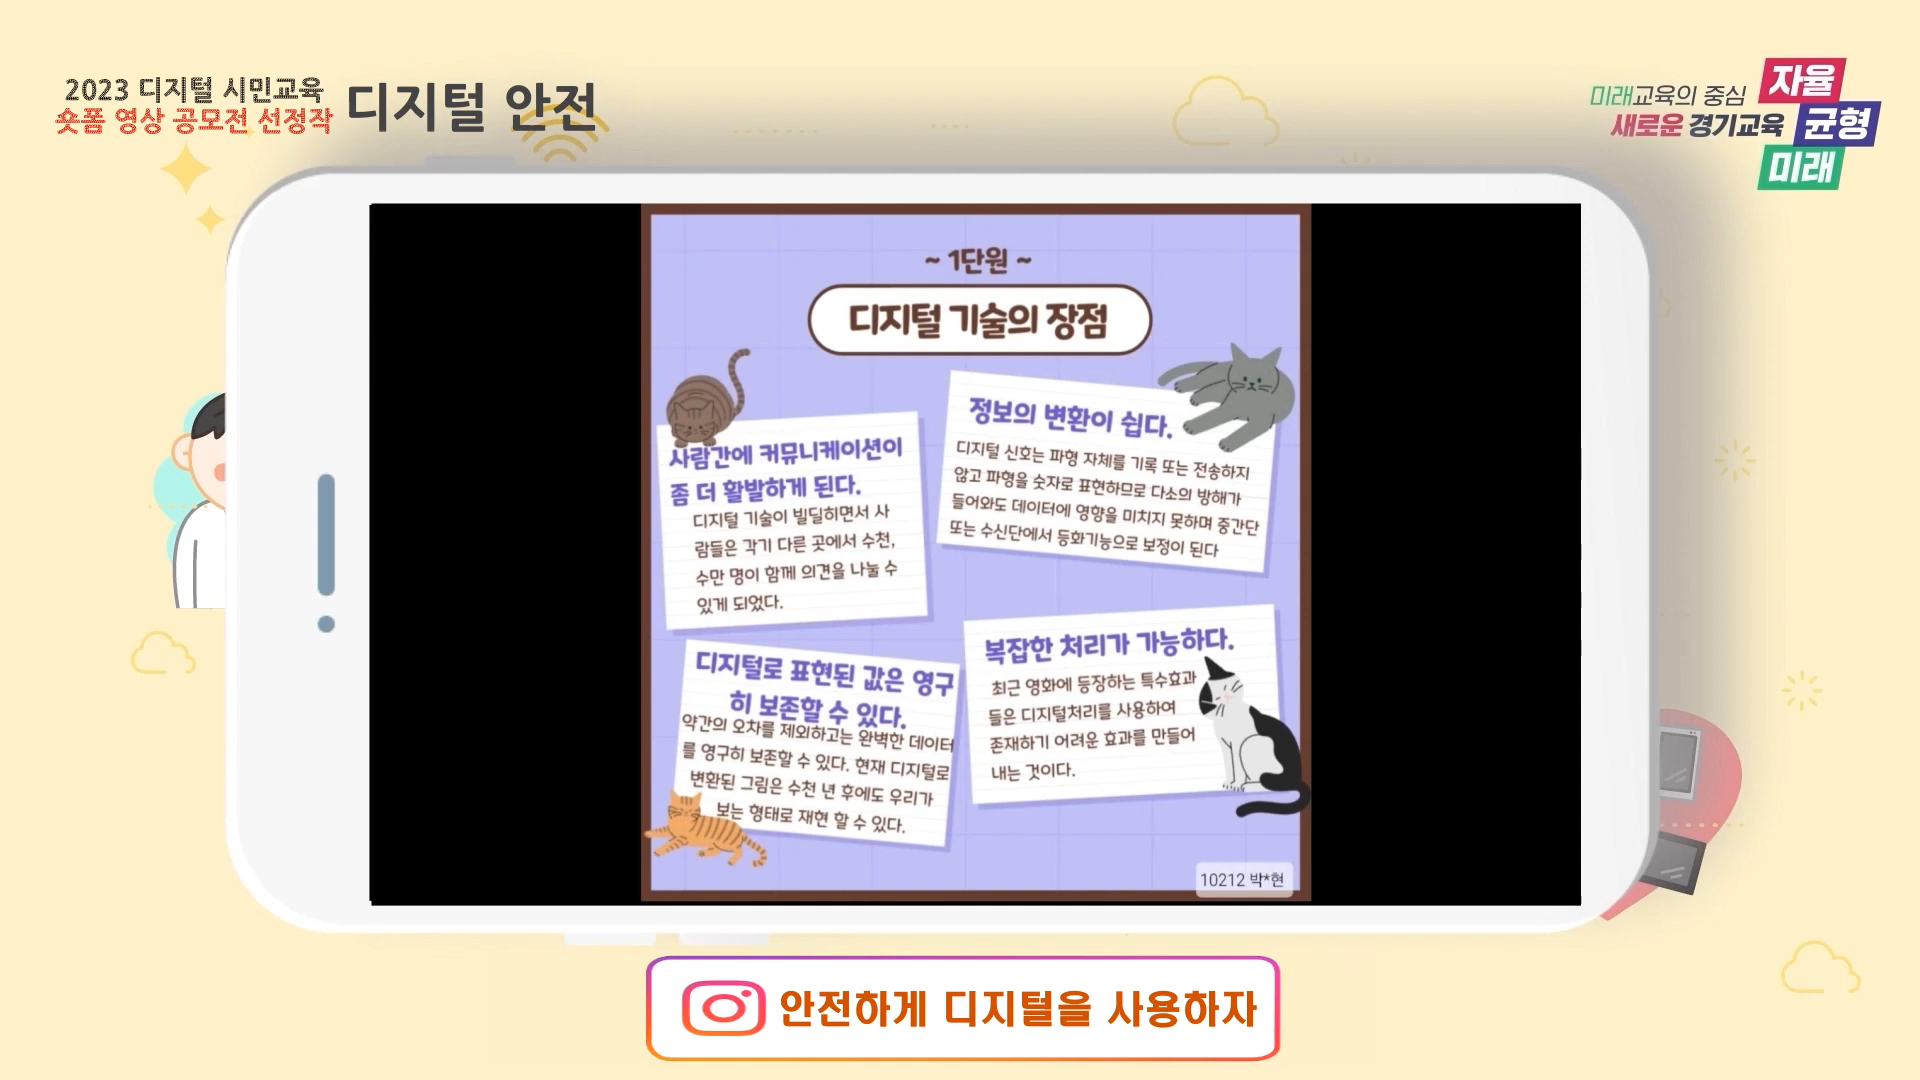 2023 디지털 시민교육
숏폼 영상 공모전 선정작
디지털 안전
미래교육의 중심
새로운 경기교육
자율
균형
미래
~ 1단원 ~
디지털 기술의 장점
사람간에 커뮤니케이션이
좀 더 활발하게 된다.
디지털 기술이 빌딜히면서 사
람들은 각기 다른 곳에서 수천,
수만 명이 함께 의견을 나눌 수
있게 되었다.
정보의 변환이 쉽다.
디지털 신호는 파형 자체를 기록 또는 전송하지
않고 파형을 숫자로 표현하므로 다소의 방해가
들어와도 데이터에 영향을 미치지 못하며 중간단
또는 수신단에서 등화기능으로 보정이 된다
디지털로 표현된 값은 영구
히 보존할 수 있다.
약간의 오차를 제외하고는 완벽한 데이터
를 영구히 보존할 수 있다. 현재 디지털로
변환된 그림은 수천 년 후에도 우리가
보는 형태로 재현 할 수 있다.
복잡한 처리가 가능하다.
최근 영화에 등장하는 특수효과
들은 디지털처리를 사용하여
존재하기 어려운 효과를 만들어
내는 것이다.
10212 박*현
안전하게 디지털을 사용하자